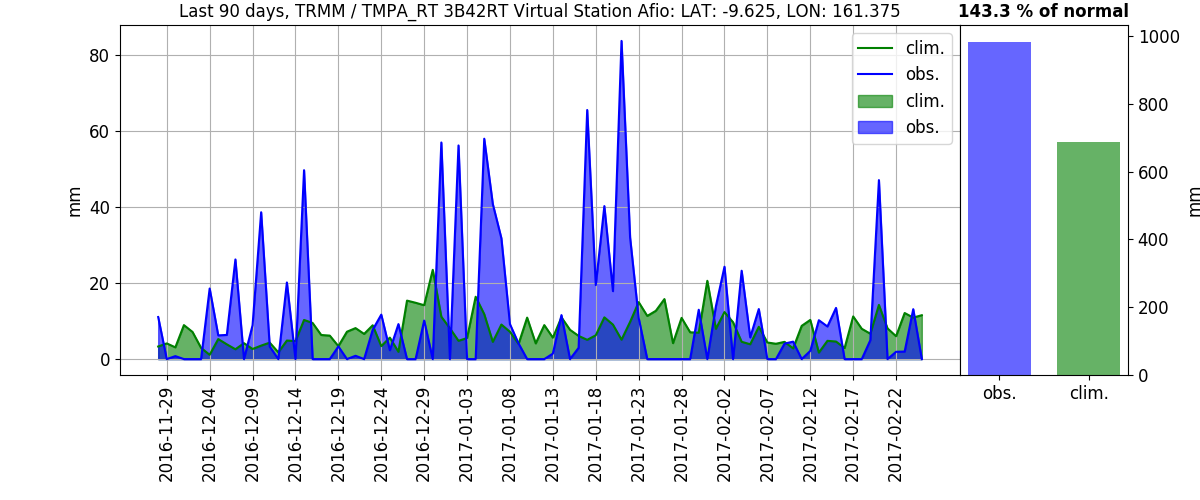 Last 90 days, TRMM / TMPA_RT 3B42RT Virtual Station Afio: LAT: -9.625, LON: 161.375
143.3 % of normal
mm
80
60
40
20
0
clim.
obs.
clim.
obs.
1000
800
600
400
200
0
mm
obs.
clim.
2016-11-29
2016-12-04
2016-12-09
2016-12-14
2016-12-19
2016-12-24
2016-12-29
2017-01-03
2017-01-08
2017-01-13
2017-01-18
2017-01-23
2017-01-28
2017-02-02
2017-02-07
2017-02-12
2017-02-17
2017-02-22